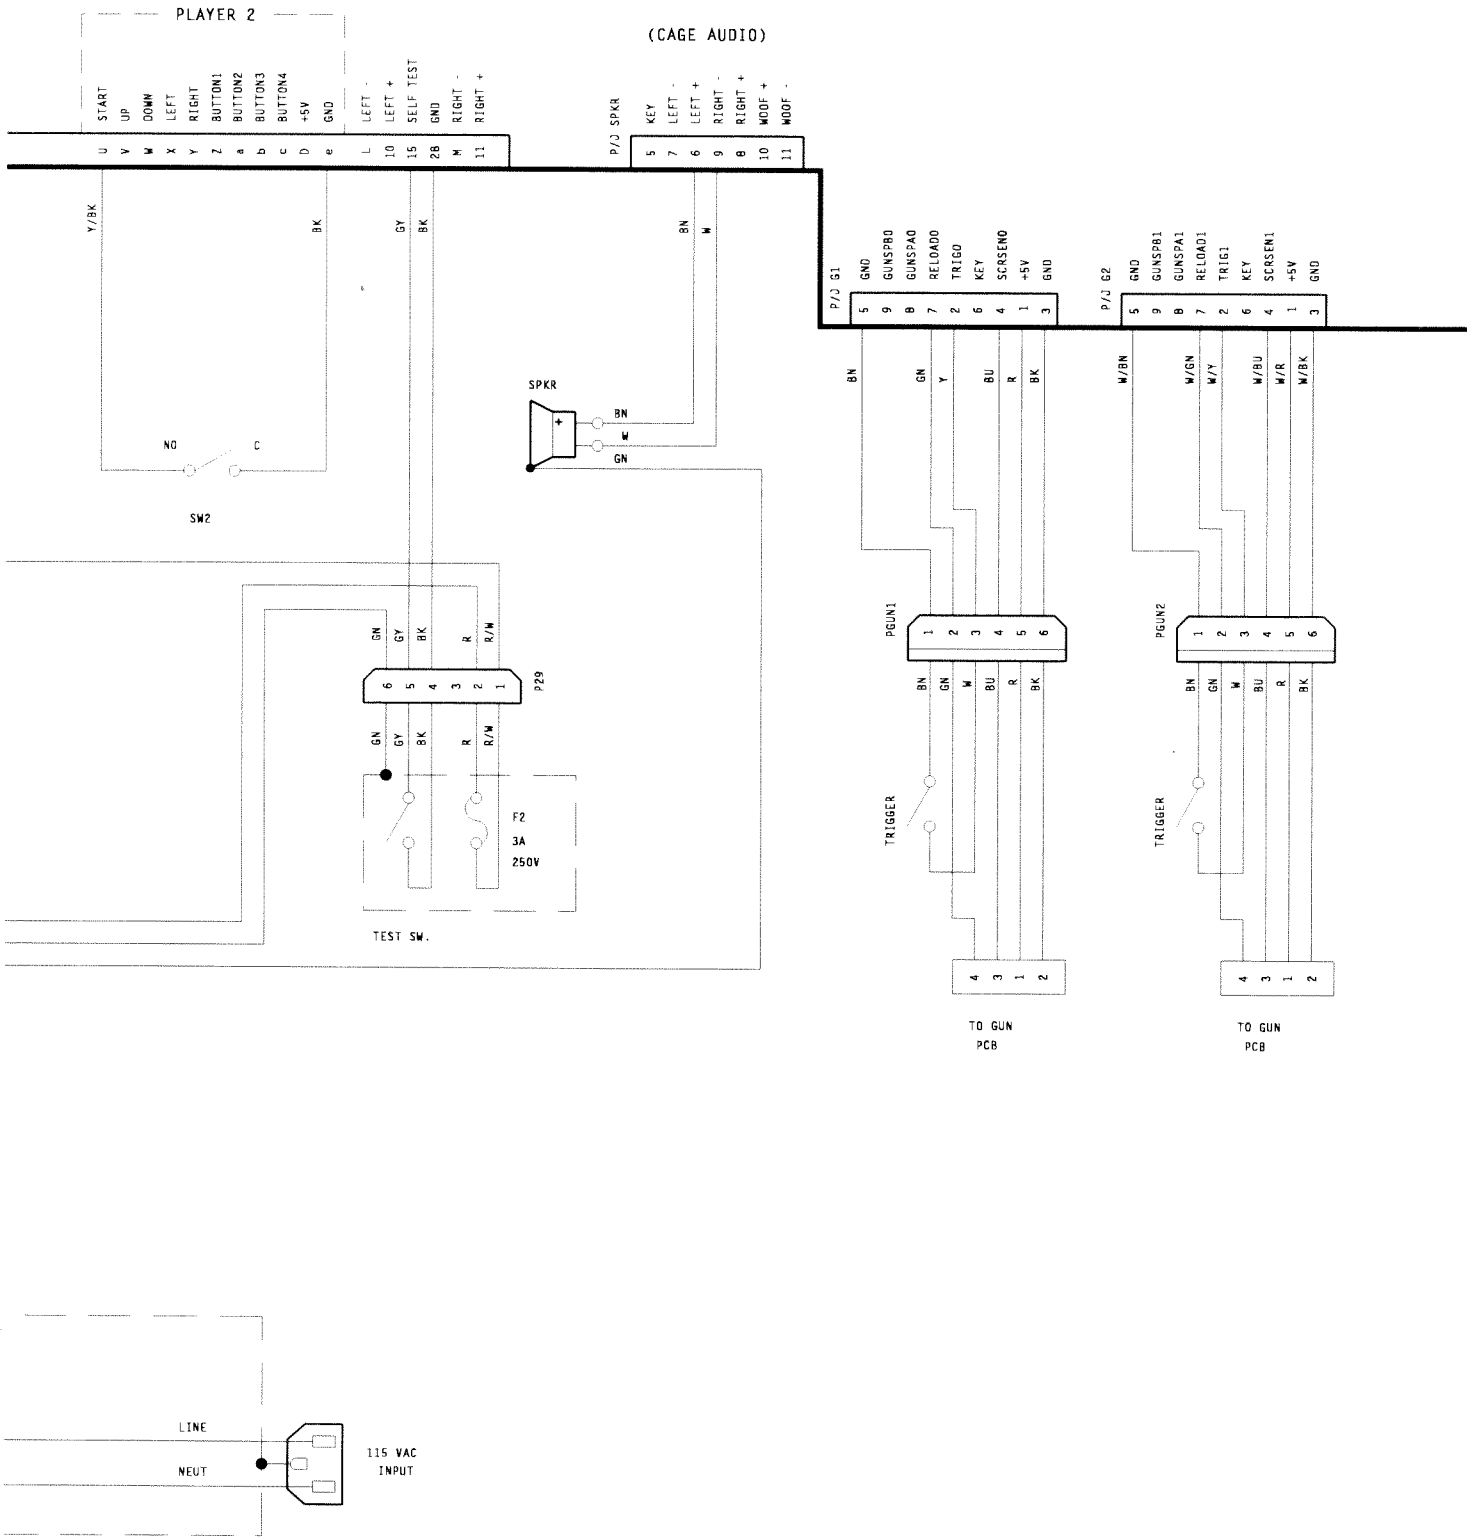 PLAYER 2
(CAGE AUDIO)
START
UP
DOWN
LEFT
RIGHT
BUTTON1
BUTTON2
BUTTON3
BUTTON4
+5V
GND
LEFT -
LEFT +
SELF TEST
GND
RIGHT -
RIGHT +
U
V
W
X
Y
Z
a
b
c
D
e
L
10
15
28
M
11
P/J SPKR
KEY
LEFT -
LEFT +
RIGHT -
RIGHT +
WOOF +
WOOF -
5
7
6
9
8
10
11
Y/BK
BK
GY
BK
BN
W
P/J G1
GND
GUNSPB0
GUNSPA0
RELOAD0
TRIG0
KEY
SCRSEN0
+5V
GND
5
9
8
7
2
6
4
1
3
P/J G2
GND
GUNSPB1
GUNSPA1
RELOAD1
TRIG1
KEY
SCRSEN1
+5V
GND
5
9
8
7
2
6
4
1
3
BN
GN
Y
BU
R
BK
W/BN
W/GN
W/Y
W/BU
W/R
W/BK
SPKR
+
BN
W
GN
NO
C
SW2
GN
GY
BK
R
R/W
6
5
4
3
2
1
P29
GN
GY
BK
R
R/W
F2
3A
250V
TEST SW.
PGUN1
1
2
3
4
5
6
BN
GN
W
BU
R
BK
TRIGGER
4
3
1
2
TO GUN
PCB
PGUN2
1
2
3
4
5
6
BN
GN
W
BU
R
BK
TRIGGER
4
3
1
2
TO GUN
PCB
LINE
NEUT
115 VAC
INPUT